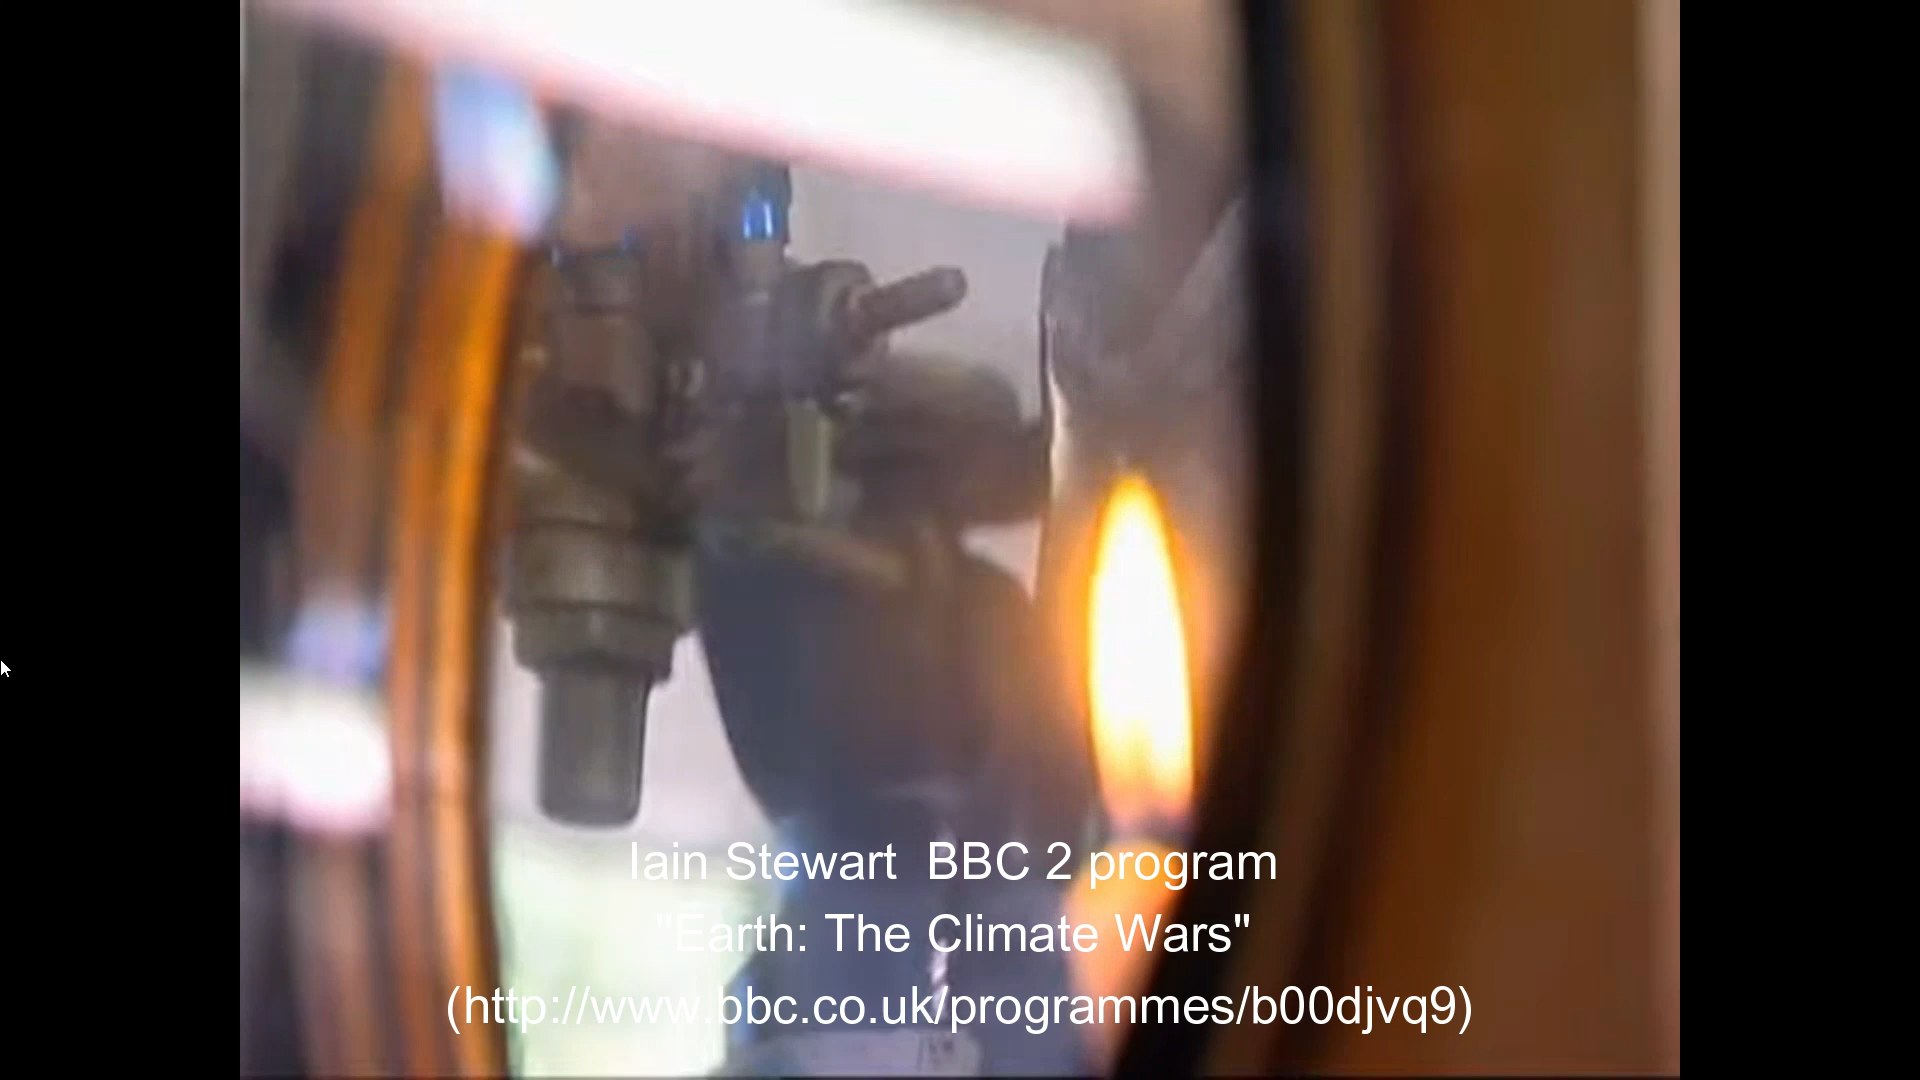 Iain Stewart  BBC 2 program
"Earth: The Climate Wars"
(http://www.bbc.co.uk/programmes/b00djvq9)